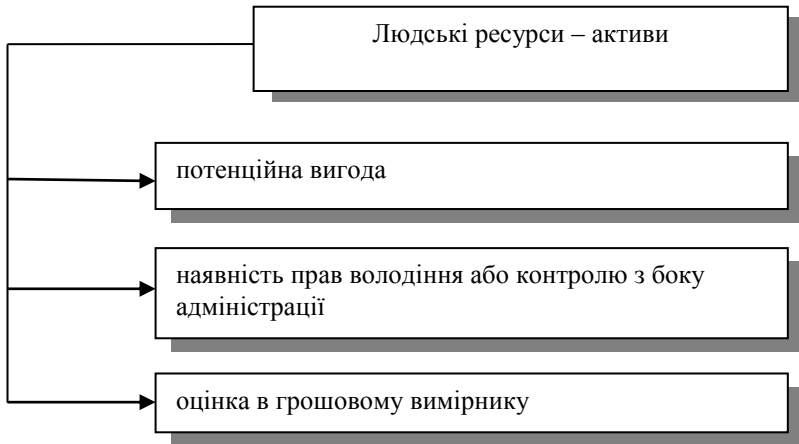 Людські ресурси – активи
потенційна вигода
наявність прав володіння або контролю з боку
адміністрації
оцінка в грошовому вимірнику